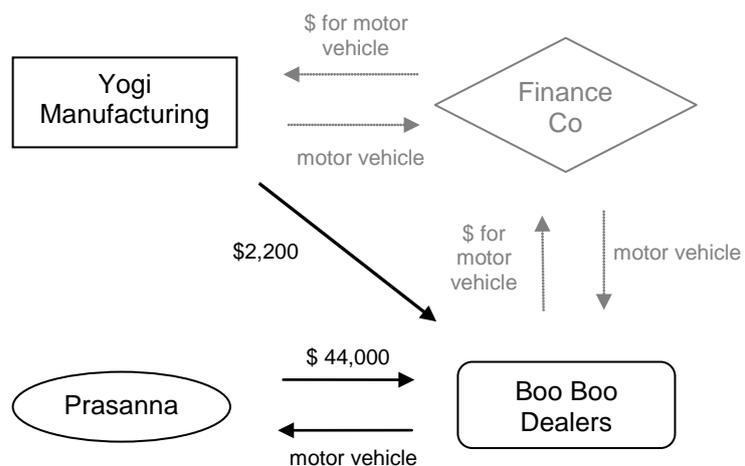 $ for motor
vehicle
Yogi
Manufacturing
Finance
Co
motor vehicle
$2,200
$ for
motor
vehicle
motor vehicle
$ 44,000
Prasanna
Boo Boo
Dealers
motor vehicle